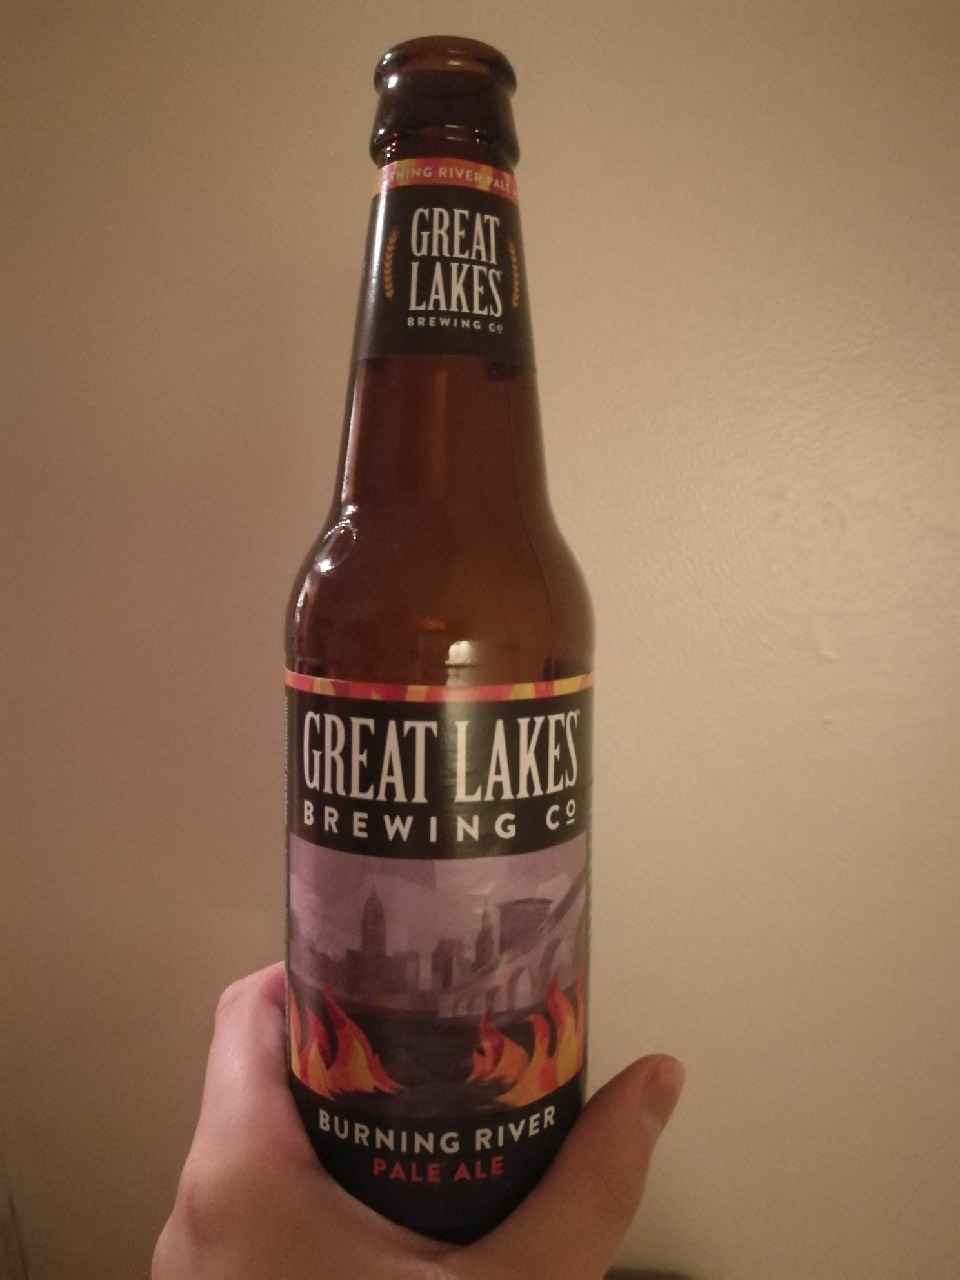 NING RIVER PALE
GREAT
LAKES
BREWING Co
GREAT LAKES
BREWING Co
BURNING RIVER
PALE ALE